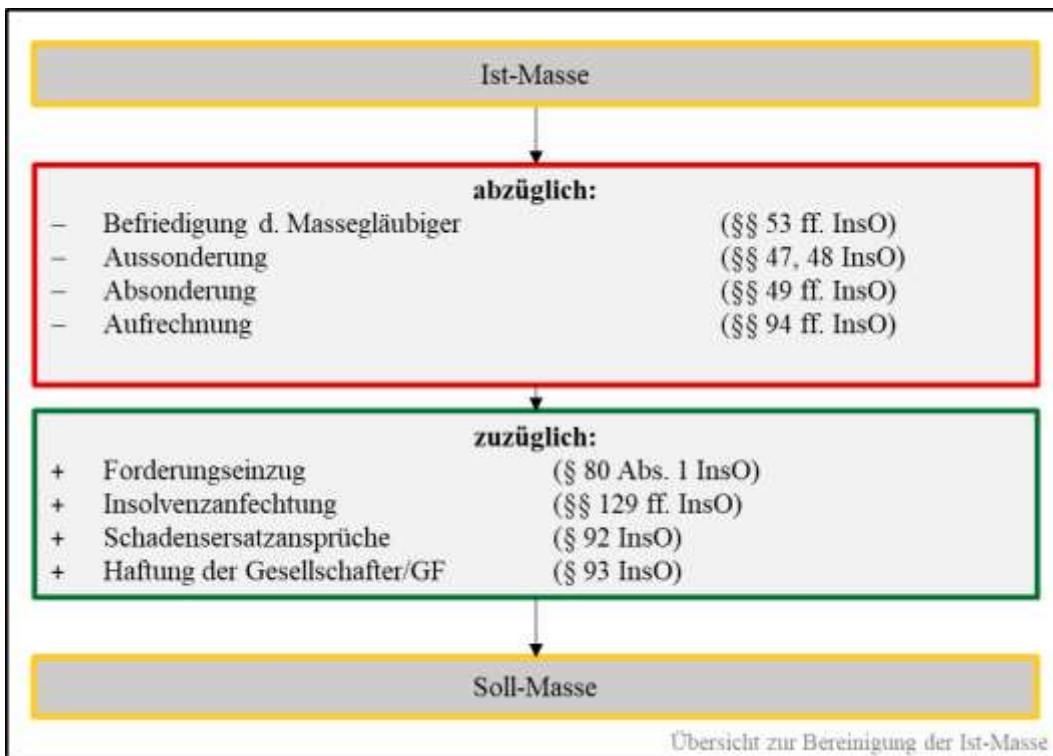 Ist-Masse
abzüglich:
– Befriedigung d. Massegläubiger (§§ 53 ff. InsO)
– Aussonderung (§§ 47, 48 InsO)
– Absonderung (§§ 49 ff. InsO)
– Aufrechnung (§§ 94 ff. InsO)
zuzüglich:
+ Forderungseinzug (§ 80 Abs. 1 InsO)
+ Insolvenzanfechtung (§§ 129 ff. InsO)
+ Schadensersatzansprüche (§ 92 InsO)
+ Haftung der Gesellschafter/GF (§ 93 InsO)
Soll-Masse
Übersicht zur Bereinigung der Ist-Masse